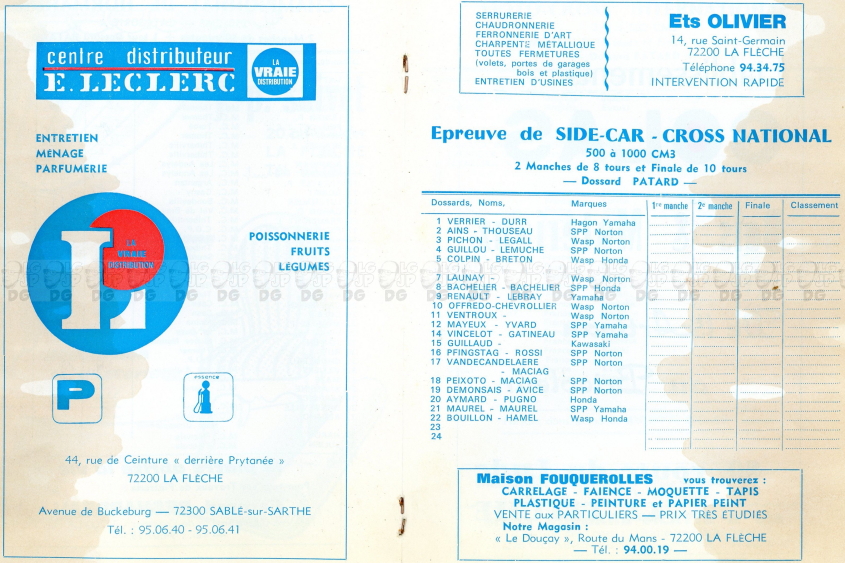 centre distributeur
E. LECLERC
LA
VRAIE
DISTRIBUTION
ENTRETIEN
MÉNAGE
PARFUMERIE
LA
VRAIE
DISTRIBUTION
POISSONNERIE
FRUITS
LÉGUMES
P
essence
44, rue de Ceinture « derrière Prytanée »
72200 LA FLÈCHE
Avenue de Buckeburg — 72300 SABLÉ-sur-SARTHE
Tél. : 95.06.40 - 95.06.41
SERRURERIE
CHAUDRONNERIE
FERRONNERIE D'ART
CHARPENTE MÉTALLIQUE
TOUTES FERMETURES
(volets, portes de garages
bois et plastique)
ENTRETIEN D'USINES
Ets OLIVIER
14, rue Saint-Germain
72200 LA FLÈCHE
Téléphone 94.34.75
INTERVENTION RAPIDE
Epreuve de SIDE-CAR - CROSS NATIONAL
500 à 1000 CM3
2 Manches de 8 tours et Finale de 10 tours
— Dossard PATARD —
Dossards, Noms, Marques 1re manche 2e manche Finale Classement
1 VERRIER - DURR Hagon Yamaha
2 AINS - THOUSEAU SPP Norton
3 PICHON - LEGALL Wasp Norton
4 GUILLOU - LEMUCHE SPP Norton
5 COLPIN - BRETON Wasp Honda
7 LAUNAY - Wasp Norton
8 BACHELIER - BACHELIER SPP Honda
9 RENAULT - LEBRAY Yamaha
10 OFFREDO-CHEVROLLIER Wasp Norton
11 VENTROUX - Wasp Norton
12 MAYEUX - YVARD SPP Yamaha
14 VINCELOT - GATINEAU SPP Yamaha
15 GUILLAUD - Kawasaki
16 PFINGSTAG - ROSSI SPP Norton
17 VANDECANDELAERE SPP Norton
- MACIAG
18 PEIXOTO - MACIAG SPP Norton
19 DEMONSAIS - AVICE SPP Norton
20 AYMARD - PUGNO Honda
21 MAUREL - MAUREL SPP Yamaha
22 BOUILLON - HAMEL Wasp Honda
23
24
Maison FOUQUEROLLES vous trouverez :
CARRELAGE - FAIENCE - MOQUETTE - TAPIS
PLASTIQUE - PEINTURE et PAPIER PEINT
VENTE aux PARTICULIERS — PRIX TRÈS ÉTUDIÉS
Notre Magasin :
« Le Douçay », Route du Mans - 72200 LA FLÈCHE
— Tél. : 94.00.19 —